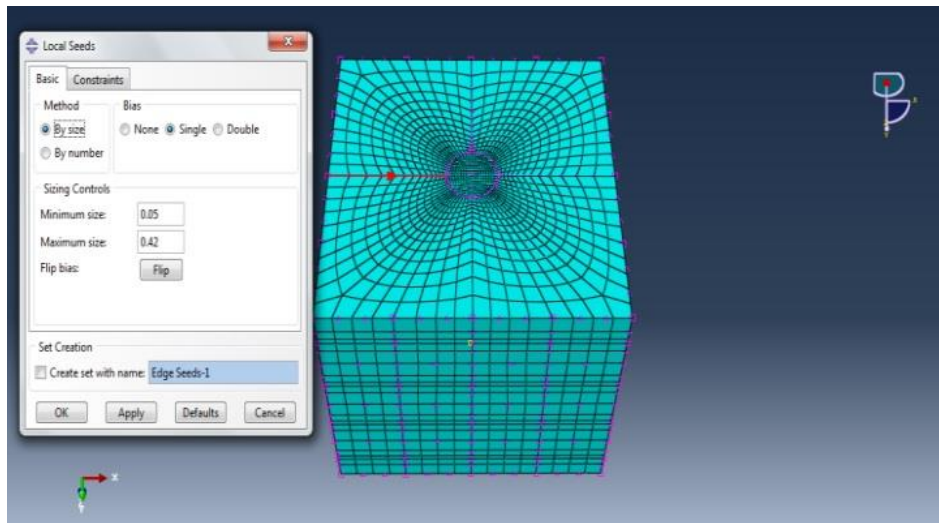 Local Seeds
Basic Constraints
Method Bias
By size None Single Double
By number
Sizing Controls
Minimum size: 0.05
Maximum size: 0.42
Flip bias: Flip
Set Creation
Create set with name: Edge Seeds-1
OK Apply Defaults Cancel
x